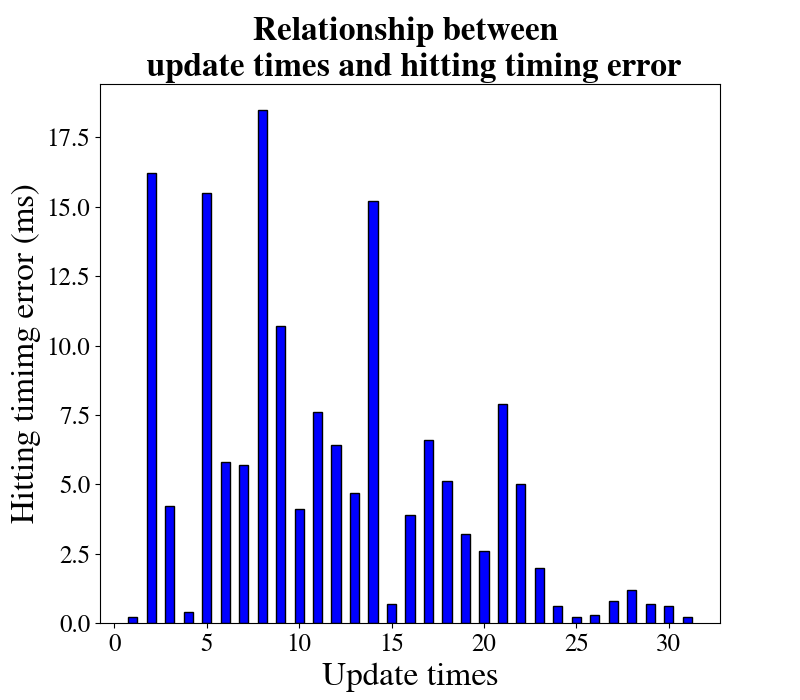 Relationship between
update times and hitting timing error
Hitting timimg error (ms)
17.5
15.0
12.5
10.0
7.5
5.0
2.5
0.0
0 5 10 15 20 25 30
Update times